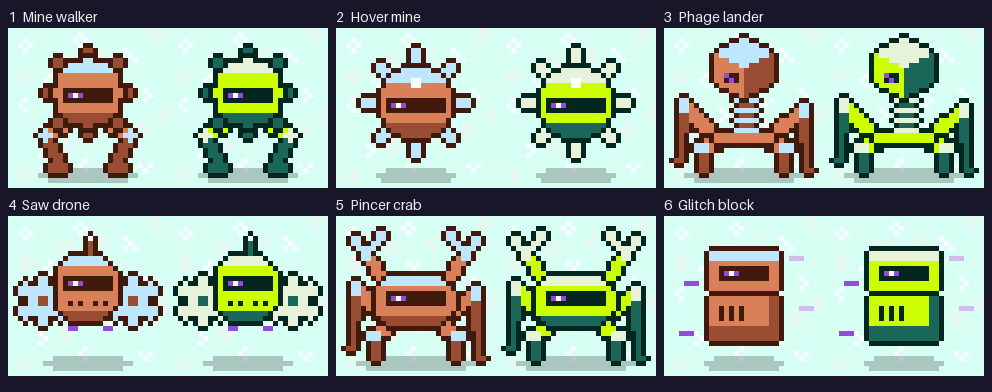 1 Mine walker
2 Hover mine
3 Phage lander
4 Saw drone
5 Pincer crab
6 Glitch block